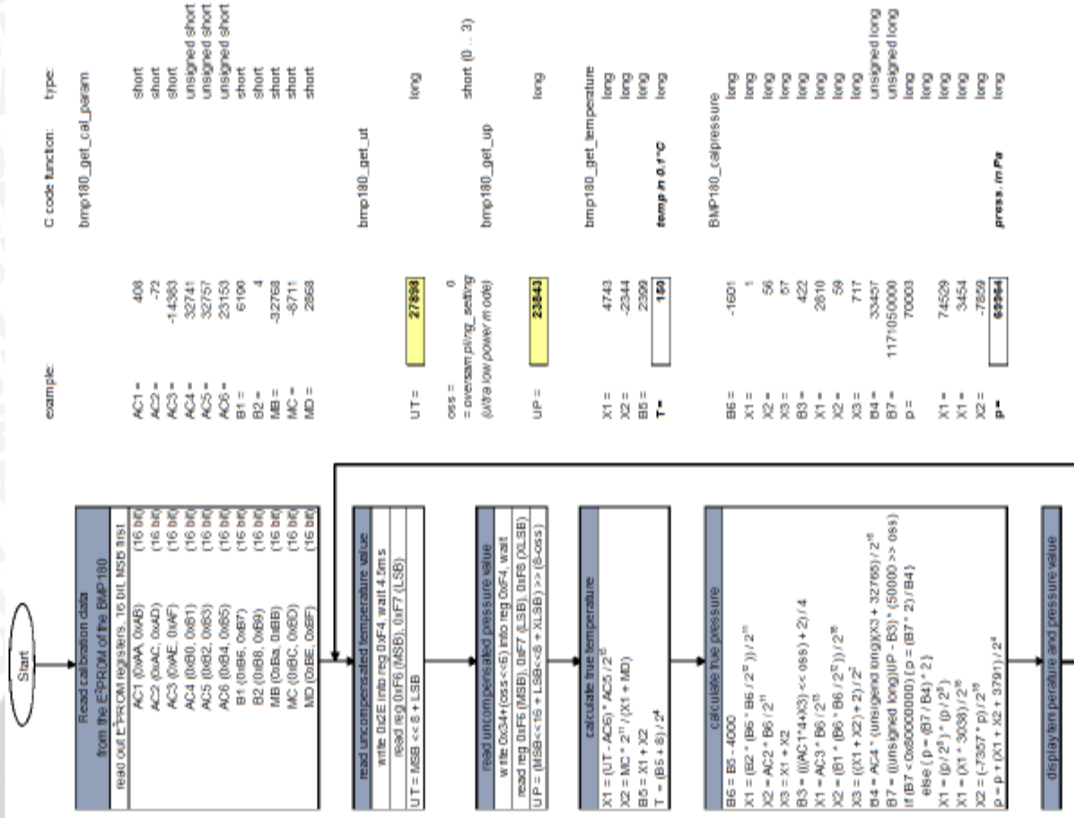 Start
example:
C code function:
type:
Read calibration data
from the E²PROM of the BMP180
read out E²PROM registers, 16 bit, MSB first
AC1 (0xAA, 0xAB) (16 bit)
AC2 (0xAC, 0xAD) (16 bit)
AC3 (0xAE, 0xAF) (16 bit)
AC4 (0xB0, 0xB1) (16 bit)
AC5 (0xB2, 0xB3) (16 bit)
AC6 (0xB4, 0xB5) (16 bit)
B1 (0xB6, 0xB7) (16 bit)
B2 (0xB8, 0xB9) (16 bit)
MB (0xBa, 0xBB) (16 bit)
MC (0xBC, 0xBD) (16 bit)
MD (0xBE, 0xBF) (16 bit)
bmp180_get_cal_param
AC1 = 408 short
AC2 = -72 short
AC3 = -14383 short
AC4 = 32741 unsigned short
AC5 = 32757 unsigned short
AC6 = 23153 unsigned short
B1 = 6190 short
B2 = 4 short
MB = -32768 short
MC = -8711 short
MD = 2868 short
read uncompensated temperature value
write 0x2E into reg 0xF4, wait 4.5ms
read reg 0xF6 (MSB), 0xF7 (LSB)
UT = MSB << 8 + LSB
bmp180_get_ut
UT = 27898 long
oss = 0 short (0 .. 3)
= oversampling_setting
(ultra low power mode)
read uncompensated pressure value
write 0x34+(oss<<6) into reg 0xF4, wait
read reg 0xF6 (MSB), 0xF7 (LSB), 0xF8 (XLSB)
UP = (MSB<<16 + LSB<<8 + XLSB) >> (8-oss)
bmp180_get_up
UP = 23843 long
calculate true temperature
X1 = (UT - AC6) * AC5 / 2¹⁵
X2 = MC * 2¹¹ / (X1 + MD)
B5 = X1 + X2
T = (B5 + 8) / 2⁴
bmp180_get_temperature
X1 = 4743 long
X2 = -2344 long
B5 = 2399 long
T = 150 temp in 0.1°C long
calculate true pressure
B6 = B5 - 4000
X1 = (B2 * (B6 * B6 / 2¹²)) / 2¹¹
X2 = AC2 * B6 / 2¹¹
X3 = X1 + X2
B3 = (((AC1*4+X3) << oss) + 2) / 4
X1 = AC3 * B6 / 2¹³
X2 = (B1 * (B6 * B6 / 2¹²)) / 2¹⁶
X3 = ((X1 + X2) + 2) / 2²
B4 = AC4 * (unsigend long)(X3 + 32768) / 2¹⁵
B7 = ((unsigned long)UP - B3) * (50000 >> oss)
if (B7 < 0x80000000) { p = (B7 * 2) / B4 }
else { p = (B7 / B4) * 2 }
X1 = (p / 2⁸) * (p / 2⁸)
X1 = (X1 * 3038) / 2¹⁶
X2 = (-7357 * p) / 2¹⁶
p = p + (X1 + X2 + 3791) / 2⁴
BMP180_calpressure
B6 = -1601 long
X1 = 1 long
X2 = 56 long
X3 = 57 long
B3 = 422 long
X1 = 2810 long
X2 = 59 long
X3 = 717 long
B4 = 33457 unsigned long
B7 = 1171050000 unsigned long
p = 70003 long
X1 = 74529 long
X1 = 3454 long
X2 = -7859 long
p = 69964 press. in Pa long
display temperature and pressure value